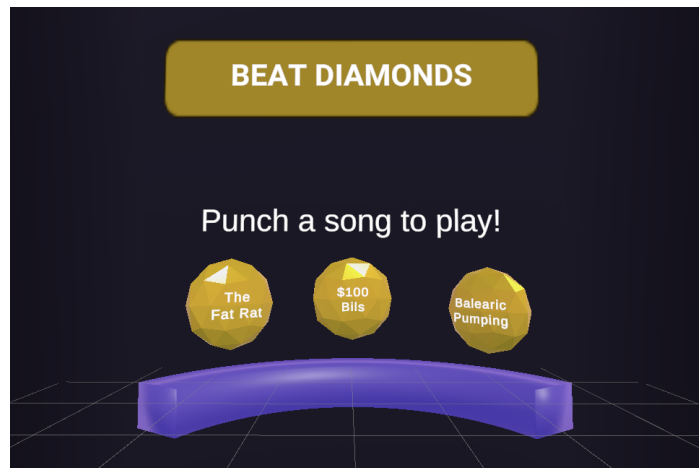 BEAT DIAMONDS
Punch a song to play!
The
Fat Rat
$100
Bils
Balearic
Pumping